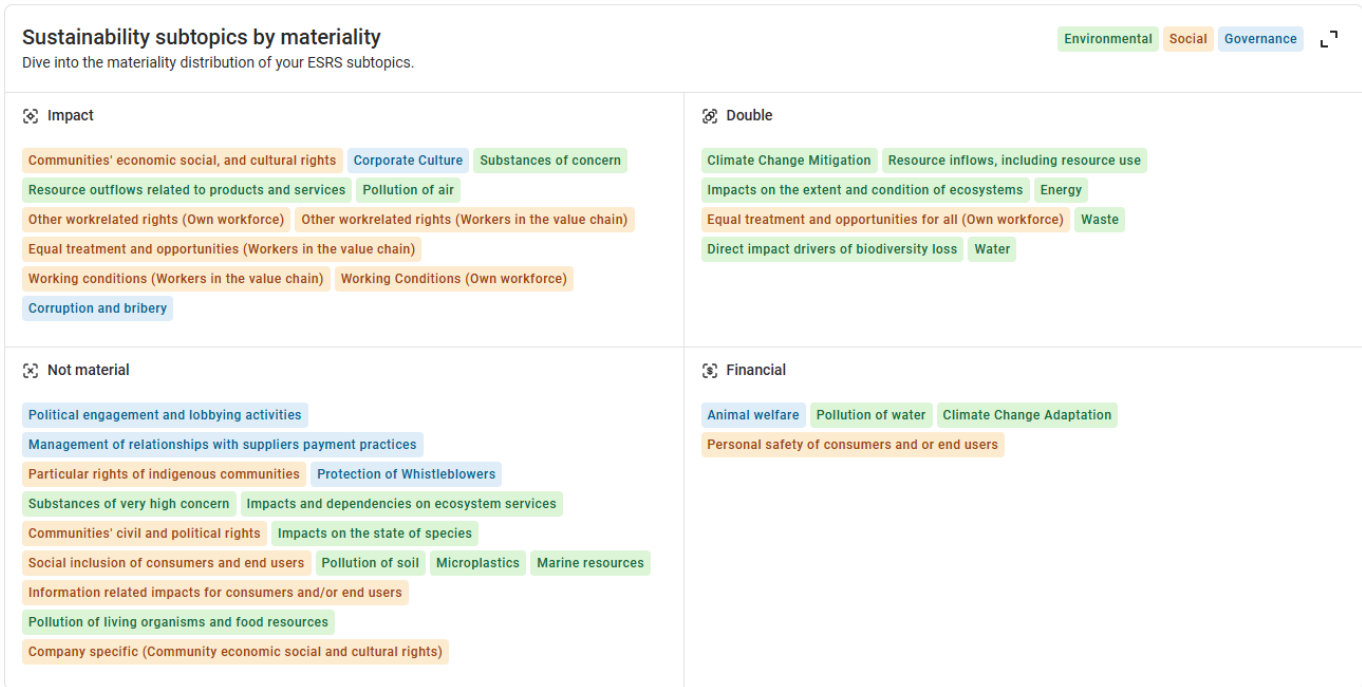 Sustainability subtopics by materiality
Environmental Social Governance
Dive into the materiality distribution of your ESRS subtopics.
Impact
Communities' economic social, and cultural rights Corporate Culture Substances of concern
Resource outflows related to products and services Pollution of air
Other workrelated rights (Own workforce) Other workrelated rights (Workers in the value chain)
Equal treatment and opportunities (Workers in the value chain)
Working conditions (Workers in the value chain) Working Conditions (Own workforce)
Corruption and bribery
Double
Climate Change Mitigation Resource inflows, including resource use
Impacts on the extent and condition of ecosystems Energy
Equal treatment and opportunities for all (Own workforce) Waste
Direct impact drivers of biodiversity loss Water
Not material
Political engagement and lobbying activities
Management of relationships with suppliers payment practices
Particular rights of indigenous communities Protection of Whistleblowers
Substances of very high concern Impacts and dependencies on ecosystem services
Communities' civil and political rights Impacts on the state of species
Social inclusion of consumers and end users Pollution of soil Microplastics Marine resources
Information related impacts for consumers and/or end users
Pollution of living organisms and food resources
Company specific (Community economic social and cultural rights)
Financial
Animal welfare Pollution of water Climate Change Adaptation
Personal safety of consumers and or end users